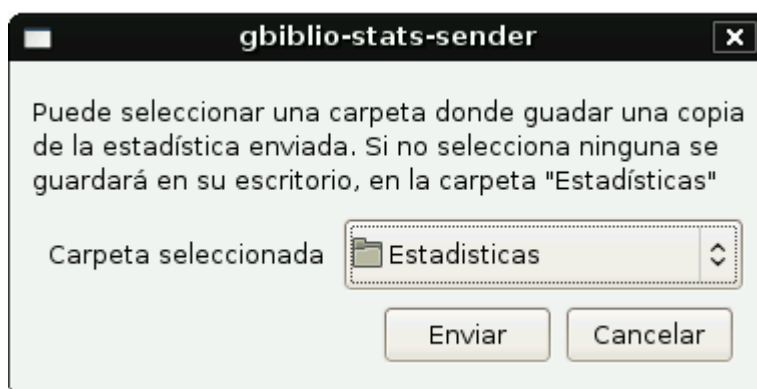 gbiblio-stats-sender
Puede seleccionar una carpeta donde guadar una copia
de la estadística enviada. Si no selecciona ninguna se
guardará en su escritorio, en la carpeta "Estadísticas"
Carpeta seleccionada Estadisticas
Enviar Cancelar